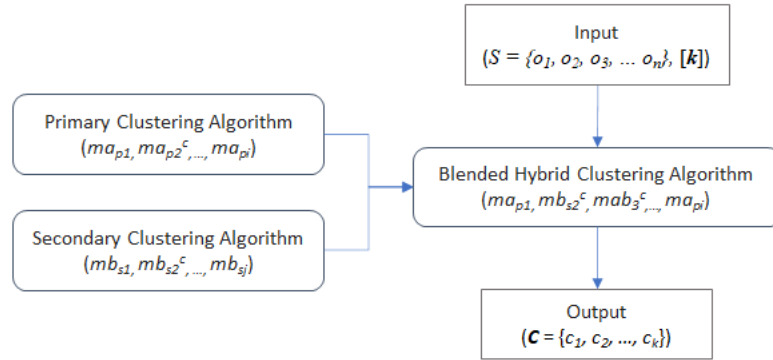 Input
(S = {o1, o2, o3, ... on}, [k])
Primary Clustering Algorithm
(map1, map2c,..., mapi)
Blended Hybrid Clustering Algorithm
(map1, mbs2c, mab3c,..., mapi)
Secondary Clustering Algorithm
(mbs1, mbs2c,..., mbsj)
Output
(C = {c1, c2, ..., ck})